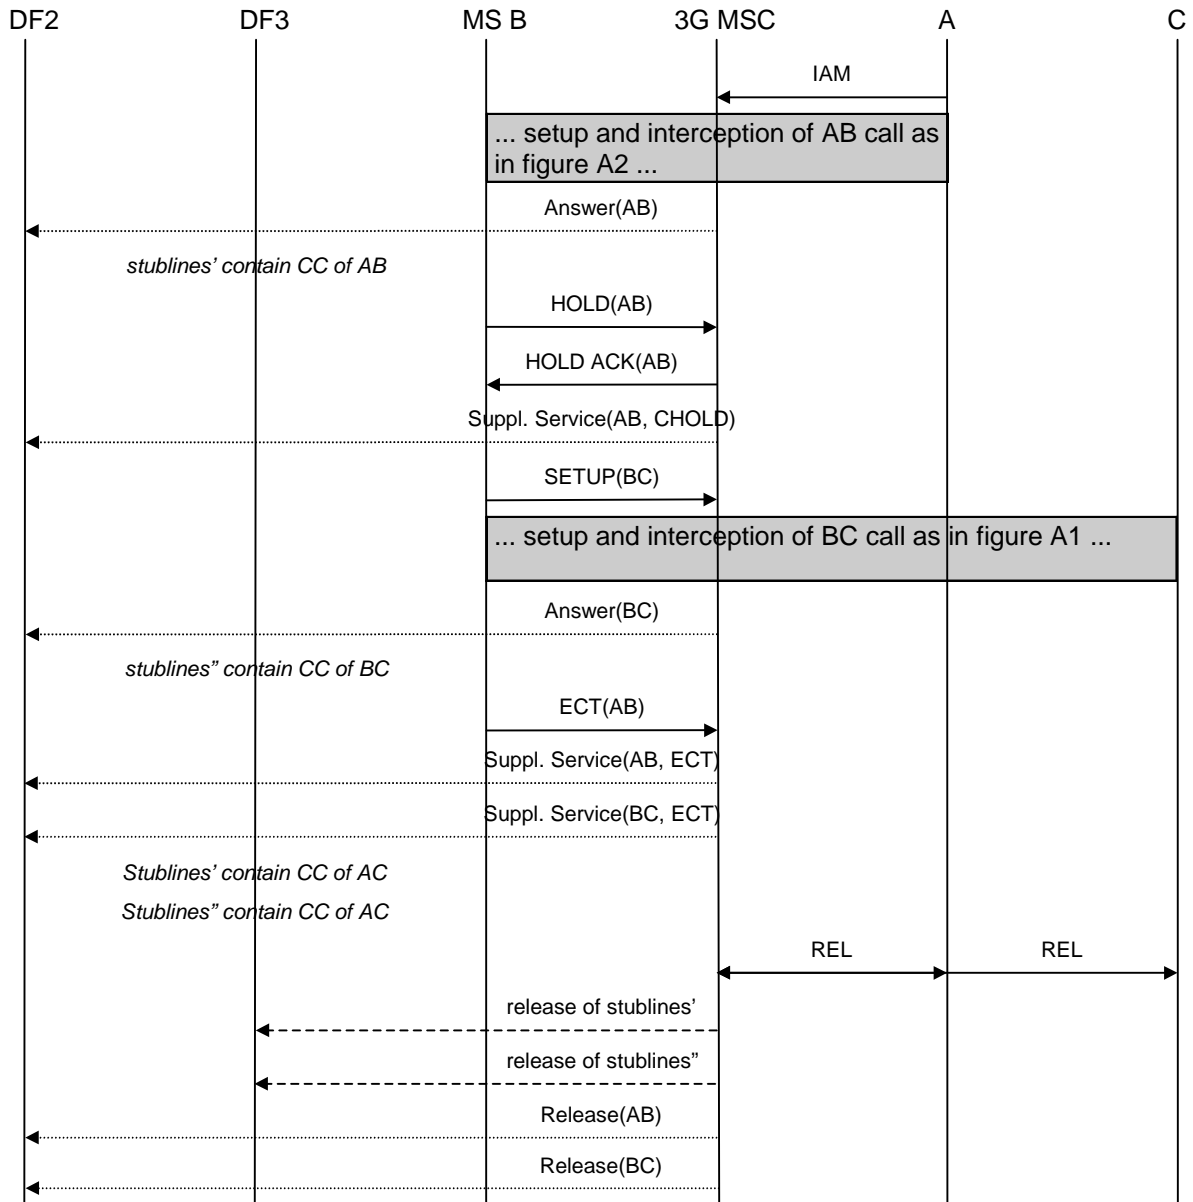 DF2 DF3 MS B 3G MSC A C
IAM
... setup and interception of AB call as
in figure A2 ...
Answer(AB)
stublines’ contain CC of AB
HOLD(AB)
HOLD ACK(AB)
Suppl. Service(AB, CHOLD)
SETUP(BC)
... setup and interception of BC call as in figure A1 ...
Answer(BC)
stublines” contain CC of BC
ECT(AB)
Suppl. Service(AB, ECT)
Suppl. Service(BC, ECT)
Stublines’ contain CC of AC
Stublines” contain CC of AC
REL REL
release of stublines’
release of stublines”
Release(AB)
Release(BC)